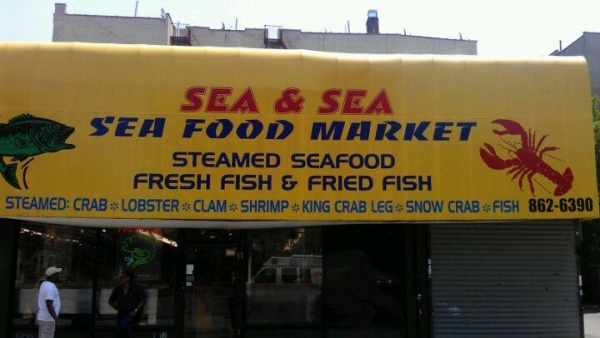 SEA & SEA
SEA FOOD MARKET
STEAMED SEAFOOD
FRESH FISH & FRIED FISH
STEAMED: CRAB * LOBSTER * CLAM * SHRIMP * KING CRAB LEG * SNOW CRAB * FISH 862-6390